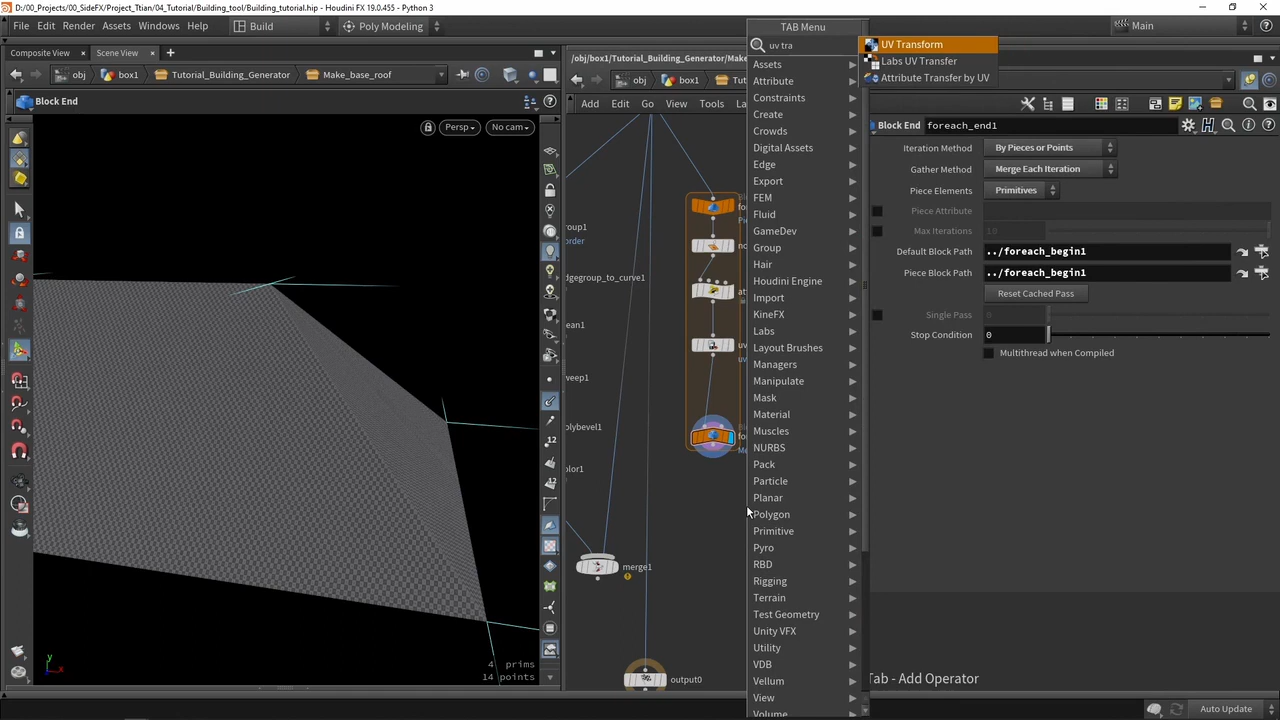 D:/00_Projects/00_SideFX/Project_Ttian/04_Tutorial/Building_tool/Building_tutorial.hip - Houdini FX 19.0.455 - Python 3
File Edit Render Assets Windows Help Build Poly Modeling Main
Composite View Scene View
obj box1 Tutorial_Building_Generator Make_base_roof
Block End
Persp No cam
4 prims
14 points
y
x
/obj/box1/Tutorial_Building_Generator/Make
obj box1
Add Edit Go View Tools
merge1
output0
TAB Menu
uv tra
Assets
Attribute
Constraints
Create
Crowds
Digital Assets
Edge
Export
FEM
Fluid
GameDev
Group
Hair
Houdini Engine
Import
KineFX
Labs
Layout Brushes
Managers
Manipulate
Mask
Material
Muscles
NURBS
Pack
Particle
Planar
Polygon
Primitive
Pyro
RBD
Rigging
Terrain
Test Geometry
Unity VFX
Utility
VDB
Vellum
View
Volume
UV Transform
Labs UV Transfer
Attribute Transfer by UV
Block End foreach_end1
Iteration Method By Pieces or Points
Gather Method Merge Each Iteration
Piece Elements Primitives
Piece Attribute
Max Iterations 10
Default Block Path ../foreach_begin1
Piece Block Path ../foreach_begin1
Reset Cached Pass
Single Pass 0
Stop Condition 0
Multithread when Compiled
Tab - Add Operator
Auto Update